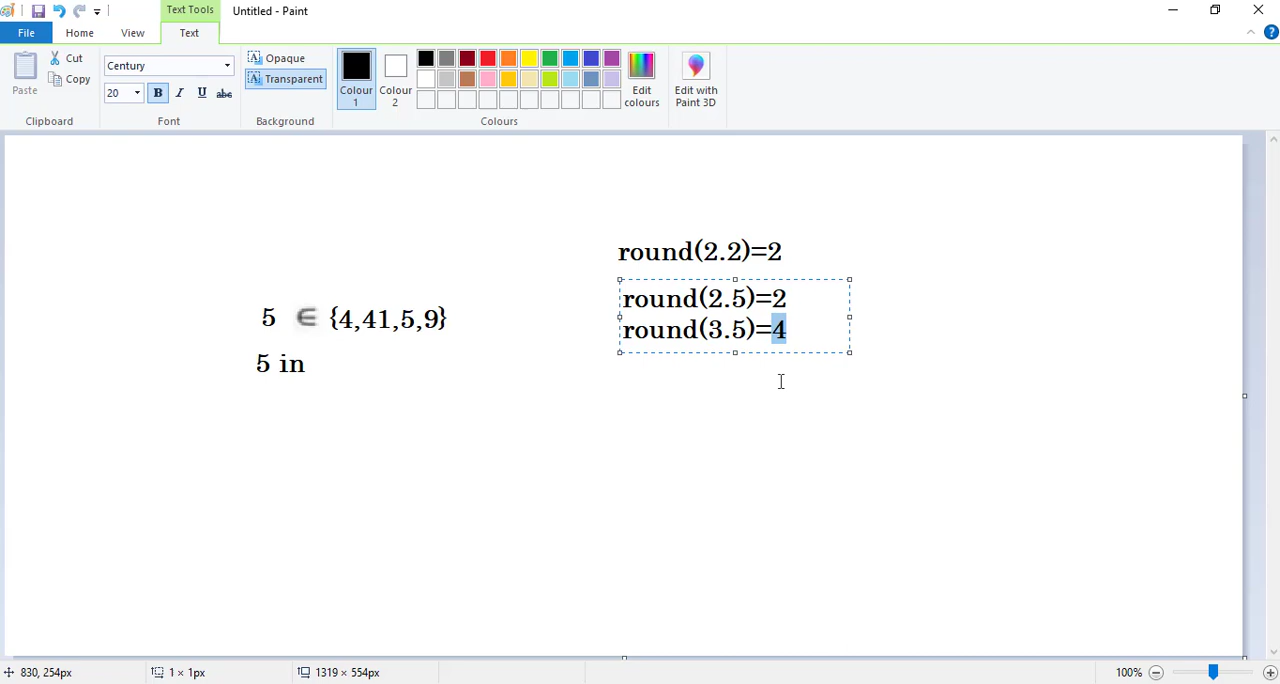 Text Tools
Untitled - Paint
File
Home
View
Text
Paste
Cut
Copy
Clipboard
Century
20
B I U abc
Font
Opaque
Transparent
Background
Colour 1
Colour 2
Edit colours
Colours
Edit with Paint 3D
round(2.2)=2
round(2.5)=2
round(3.5)=4
5 ∈ {4,41,5,9}
5 in
830, 254px
1 × 1px
1319 × 554px
100%